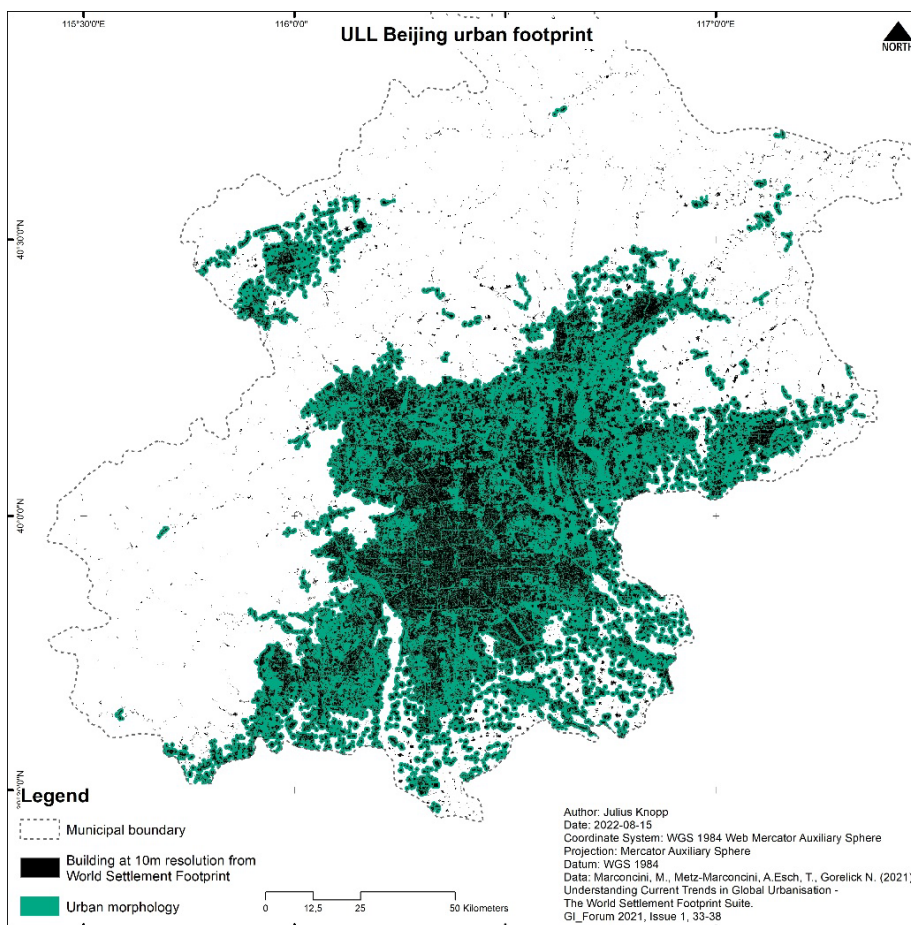 115°30'0"E
116°0'0"
117°0'0"E
ULL Beijing urban footprint
NORTH
40°30'0"N
40°0'0"N
Legend
Municipal boundary
Building at 10m resolution from
World Settlement Footprint
Urban morphology
0 12,5 25 50 Kilometers
Author: Julius Knopp
Date: 2022-08-15
Coordinate System: WGS 1984 Web Mercator Auxiliary Sphere
Projection: Mercator Auxiliary Sphere
Datum: WGS 1984
Data: Marconcini, M., Metz-Marconcini, A.Esch, T., Gorelick N. (2021)
Understanding Current Trends in Global Urbanisation -
The World Settlement Footprint Suite.
GI_Forum 2021, Issue 1, 33-38